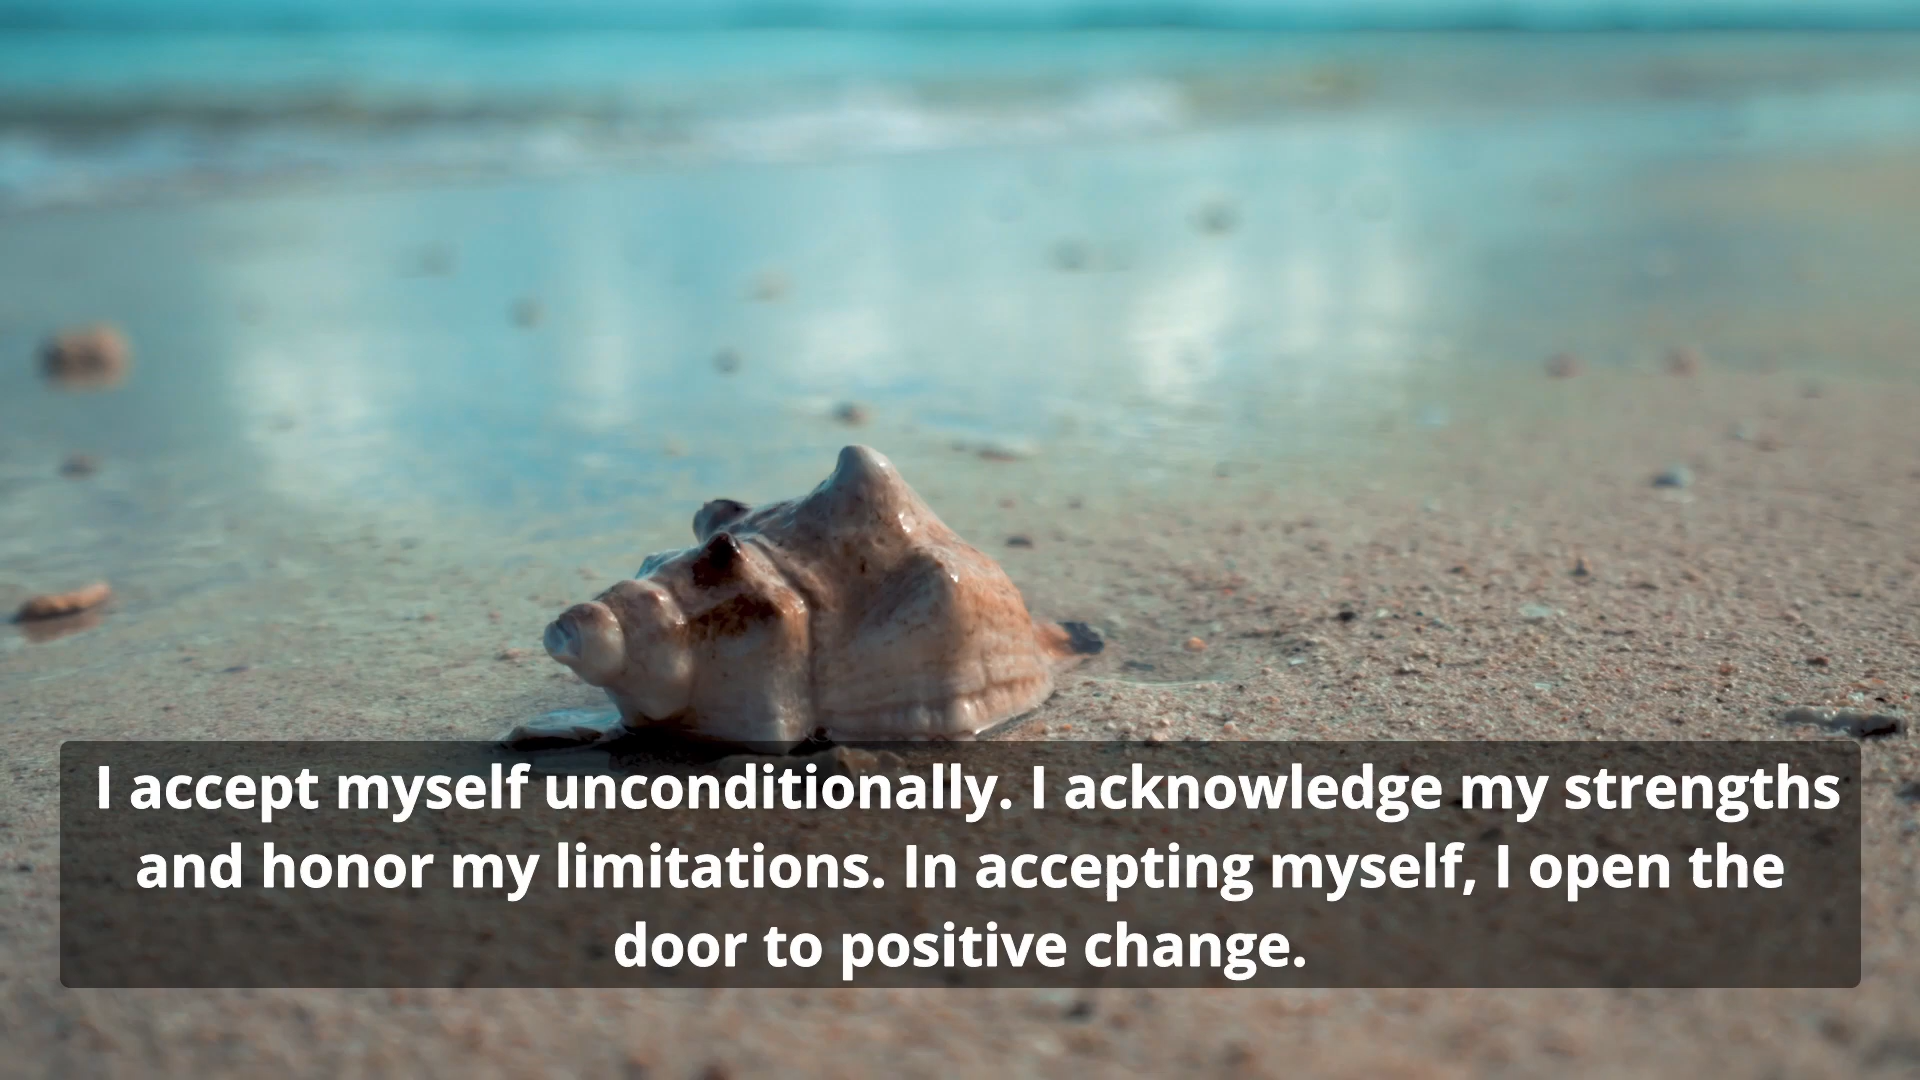 I accept myself unconditionally. I acknowledge my strengths
and honor my limitations. In accepting myself, I open the
door to positive change.